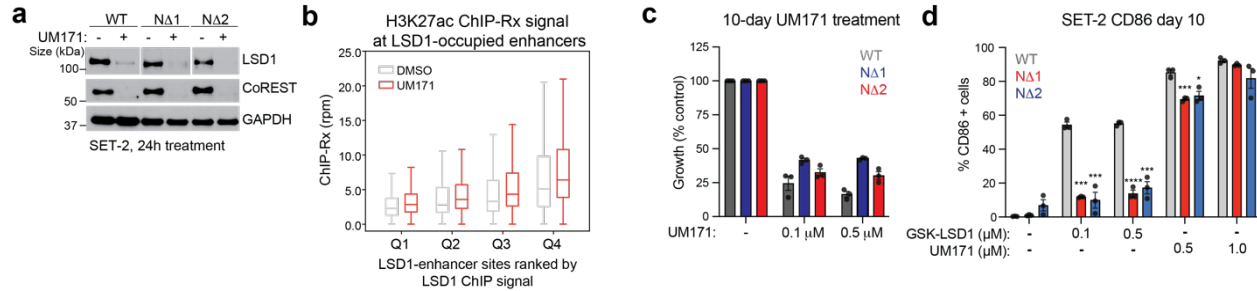 a
WT NΔ1 NΔ2
UM171: - + - + - +
Size (kDa)
100
LSD1
50
CoREST
37
GAPDH
SET-2, 24h treatment
b
H3K27ac ChIP-Rx signal
at LSD1-occupied enhancers
25.0
20.0
15.0
10.0
5.0
0.0
ChIP-Rx (rpm)
DMSO
UM171
Q1 Q2 Q3 Q4
LSD1-enhancer sites ranked by
LSD1 ChIP signal
c
10-day UM171 treatment
125
100
75
50
25
0
Growth (% control)
WT
NΔ1
NΔ2
UM171: - 0.1 μM 0.5 μM
d
SET-2 CD86 day 10
100
80
60
40
20
0
% CD86 + cells
WT
NΔ1
NΔ2
*** ***
**** ***
*** *
GSK-LSD1 (μM): - 0.1 0.5 - -
UM171 (μM): - - - 0.5 1.0